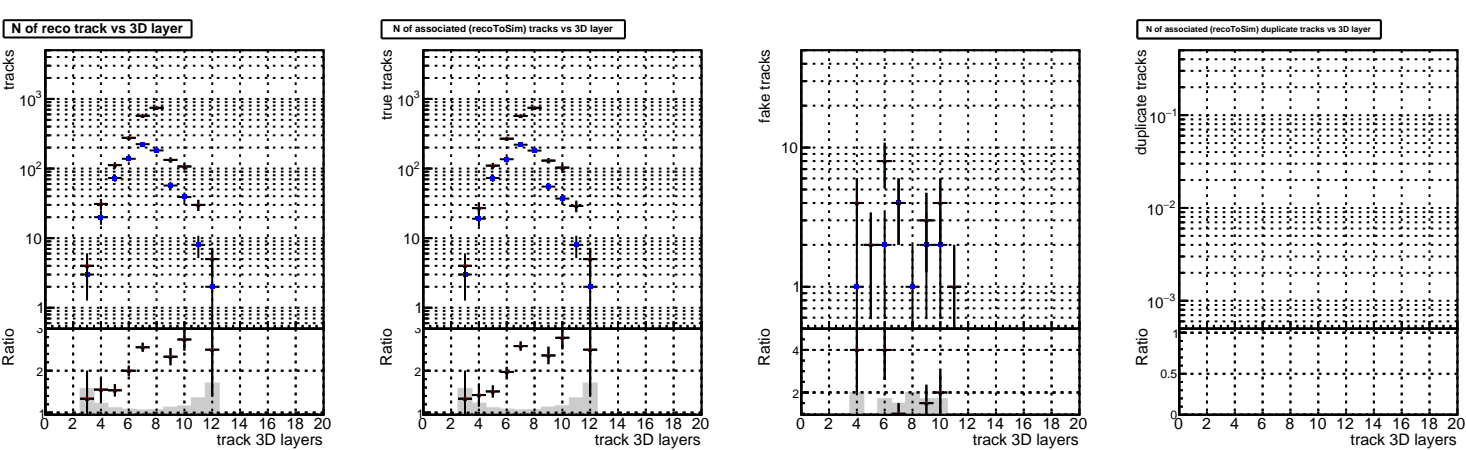 N of reco track vs 3D layer
tracks
10³
10²
10
1
Ratio
3
2
1
0 2 4 6 8 10 12 14 16 18 20
track 3D layers
N of associated (recoToSim) tracks vs 3D layer
true tracks
10³
10²
10
1
Ratio
3
2
1
0 2 4 6 8 10 12 14 16 18 20
track 3D layers
fake tracks
10
1
Ratio
4
2
0 2 4 6 8 10 12 14 16 18 20
track 3D layers
N of associated (recoToSim) duplicate tracks vs 3D layer
duplicate tracks
10⁻¹
10⁻²
10⁻³
Ratio
1
0.5
0
0 2 4 6 8 10 12 14 16 18 20
track 3D layers